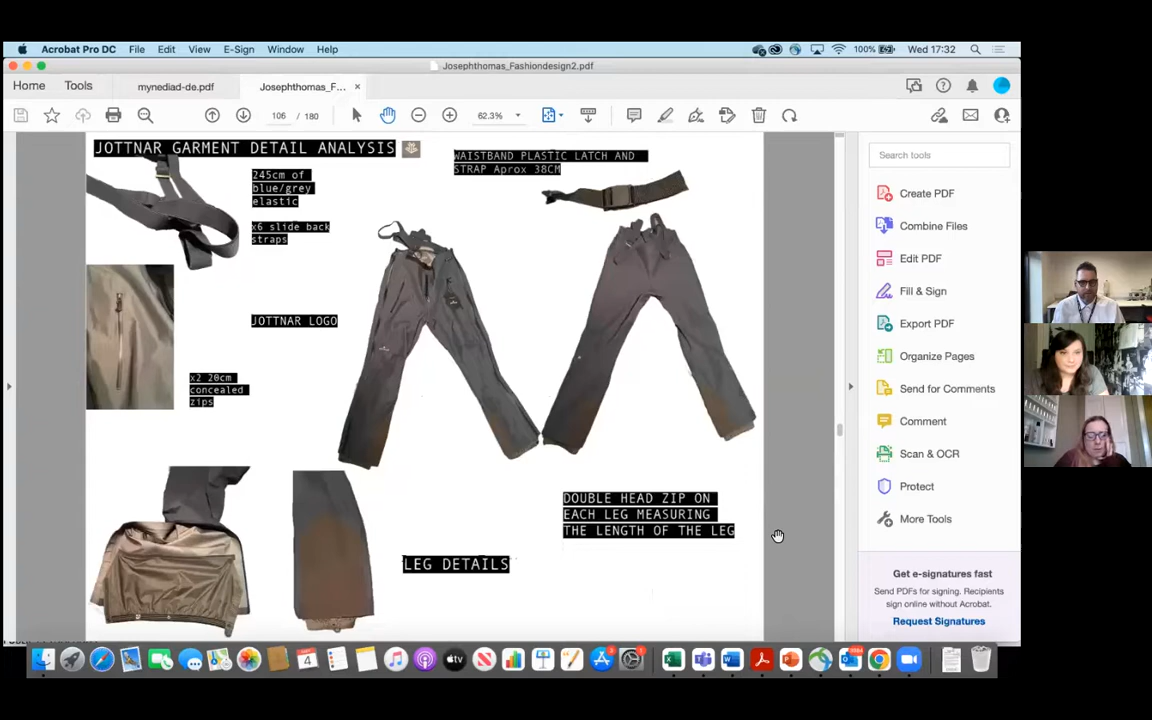 Acrobat Pro DC File Edit View E-Sign Window Help 100% Wed 17:32
Josephthomas_Fashiondesign2.pdf
Home Tools mynediad-de.pdf Josephthomas_F... ×
106 / 180 62.3%
JOTTNAR GARMENT DETAIL ANALYSIS
245cm of
blue/grey
elastic
x6 slide back
straps
WAISTBAND PLASTIC LATCH AND
STRAP Aprox 38CM
JOTTNAR LOGO
x2 20cm
concealed
zips
DOUBLE HEAD ZIP ON
EACH LEG MEASURING
THE LENGTH OF THE LEG
LEG DETAILS
Search tools
Create PDF
Combine Files
Edit PDF
Fill & Sign
Export PDF
Organize Pages
Send for Comments
Comment
Scan & OCR
Protect
More Tools
Get e-signatures fast
Send PDFs for signing. Recipients
sign online without Acrobat.
Request Signatures
4
tv